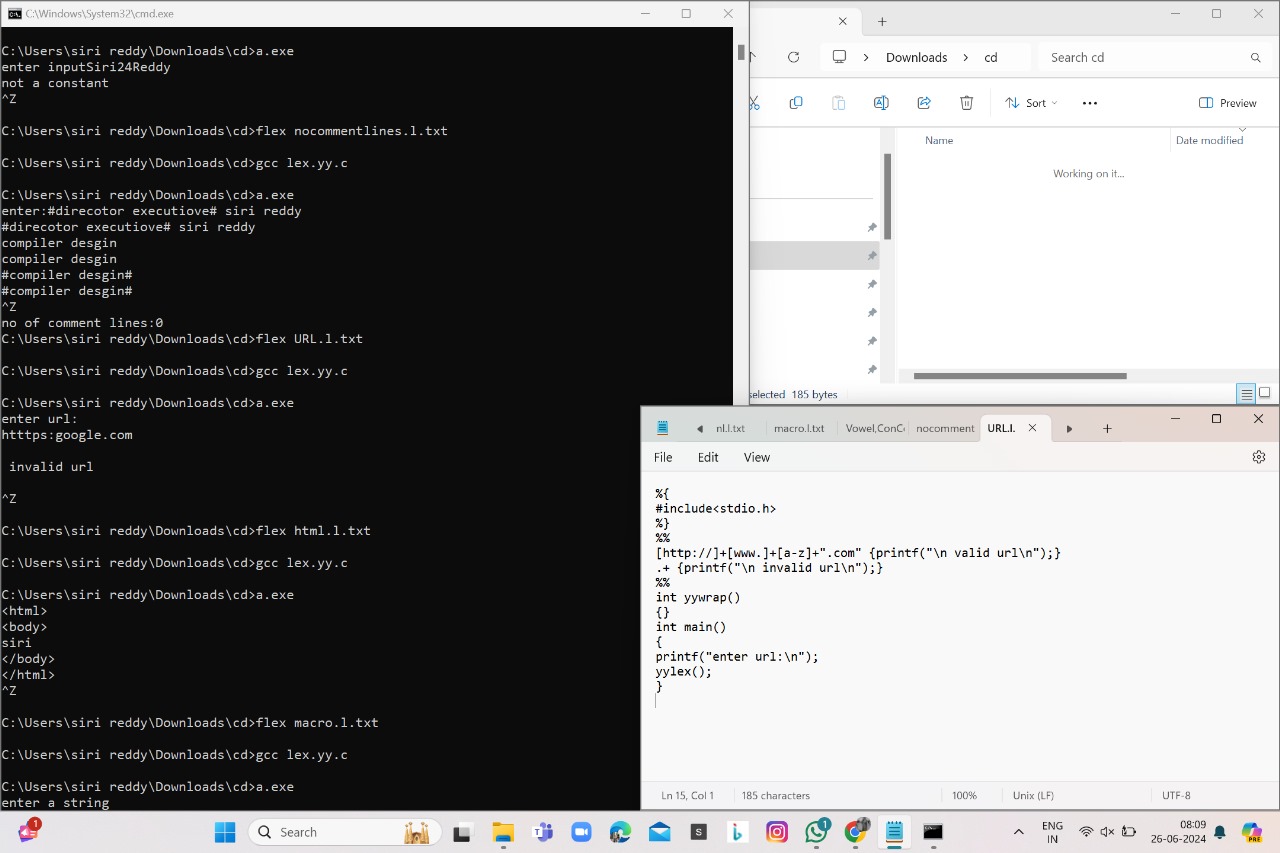 C:\Windows\System32\cmd.exe
C:\Users\siri reddy\Downloads\cd>a.exe
enter inputSiri24Reddy
not a constant
^Z
C:\Users\siri reddy\Downloads\cd>flex nocommentlines.l.txt
C:\Users\siri reddy\Downloads\cd>gcc lex.yy.c
C:\Users\siri reddy\Downloads\cd>a.exe
enter:#direcotor executiove# siri reddy
#direcotor executiove# siri reddy
compiler desgin
compiler desgin
#compiler desgin#
#compiler desgin#
^Z
no of comment lines:0
C:\Users\siri reddy\Downloads\cd>flex URL.l.txt
C:\Users\siri reddy\Downloads\cd>gcc lex.yy.c
C:\Users\siri reddy\Downloads\cd>a.exe
enter url:
htttps:google.com
invalid url
^Z
C:\Users\siri reddy\Downloads\cd>flex html.l.txt
C:\Users\siri reddy\Downloads\cd>gcc lex.yy.c
C:\Users\siri reddy\Downloads\cd>a.exe
<html>
<body>
siri
</body>
</html>
^Z
C:\Users\siri reddy\Downloads\cd>flex macro.l.txt
C:\Users\siri reddy\Downloads\cd>gcc lex.yy.c
C:\Users\siri reddy\Downloads\cd>a.exe
enter a string
Downloads > cd
Search cd
Sort
Preview
Name
Date modified
Working on it...
selected 185 bytes
nl.l.txt
macro.l.txt
Vowel,ConCo
nocomment
URL.l.
File Edit View
%{
#include<stdio.h>
%}
%%
[http://]+[www.]+[a-z]+".com" {printf("\n valid url\n");}
.+ {printf("\n invalid url\n");}
%%
int yywrap()
{}
int main()
{
printf("enter url:\n");
yylex();
}
Ln 15, Col 1
185 characters
100%
Unix (LF)
UTF-8
1
Search
S
1
PRE
ENG
IN
08:09
26-06-2024